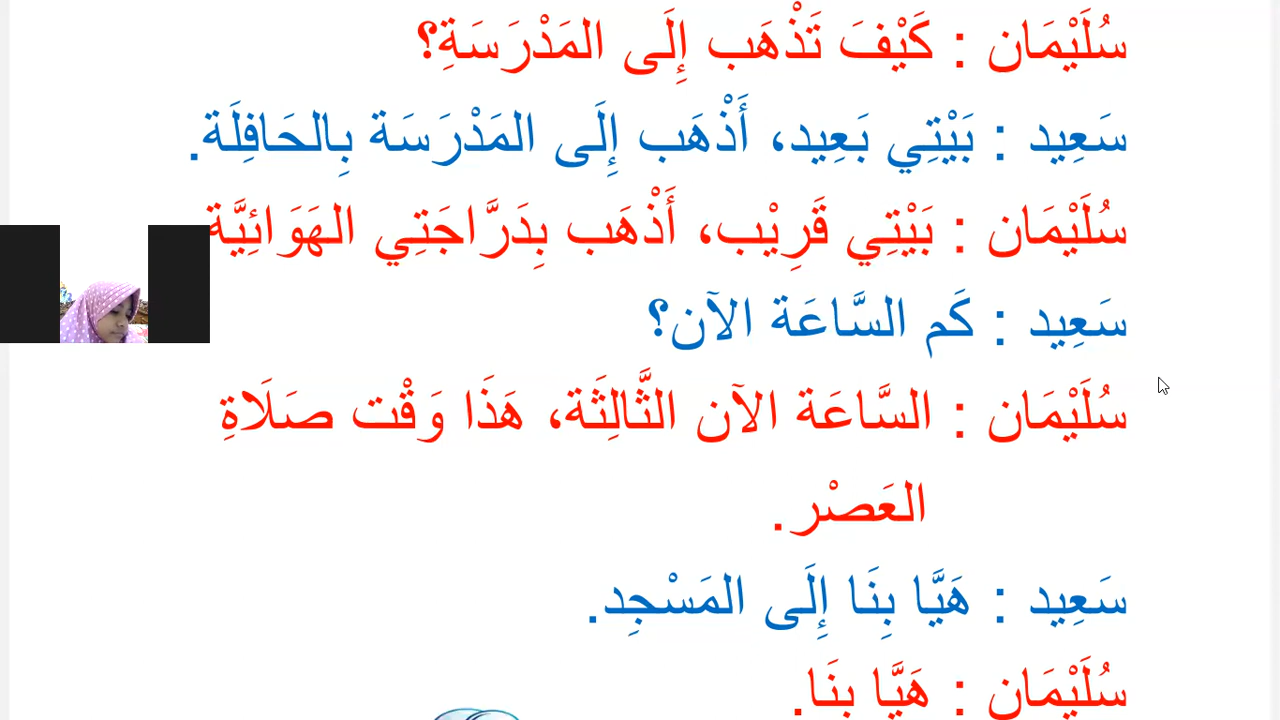 سُلَيْمَان : كَيْفَ تَذْهَب إِلَى المَدْرَسَةِ؟
سَعِيد : بَيْتِي بَعِيد، أَذْهَب إِلَى المَدْرَسَة بِالحَافِلَة.
سُلَيْمَان : بَيْتِي قَرِيْب، أَذْهَب بِدَرَّاجَتِي الهَوَائِيَّة
سَعِيد : كَم السَّاعَة الآن؟
سُلَيْمَان : السَّاعَة الآن الثَّالِثَة، هَذَا وَقْت صَلَاةِ
العَصْر.
سَعِيد : هَيَّا بِنَا إِلَى المَسْجِد.
سُلَيْمَان : هَيَّا بِنَا.